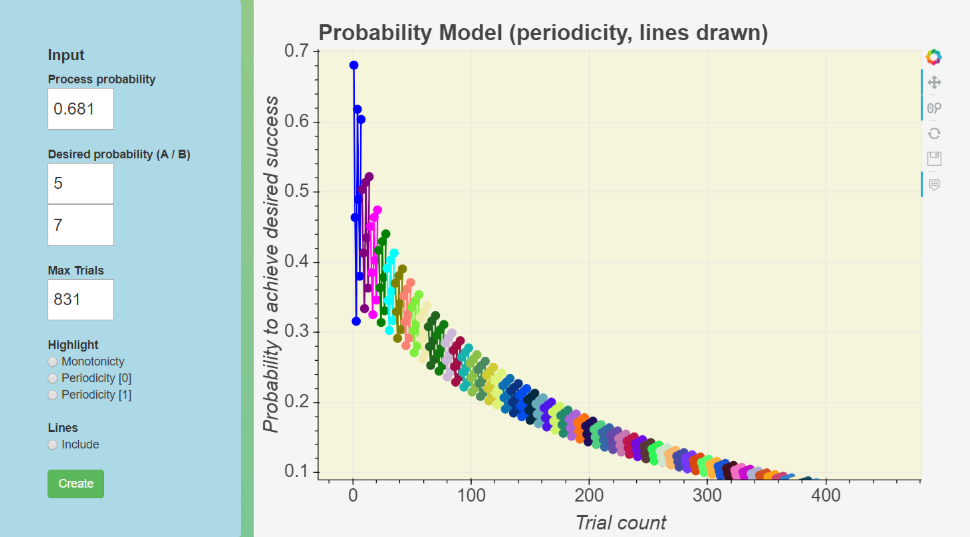 Input
Process probability
0.681
Desired probability (A / B)
5
7
Max Trials
831
Highlight
Monotonicty
Periodicity [0]
Periodicity [1]
Lines
Include
Create
Probability Model (periodicity, lines drawn)
Probability to achieve desired success
0.7
0.6
0.5
0.4
0.3
0.2
0.1
0 100 200 300 400
Trial count